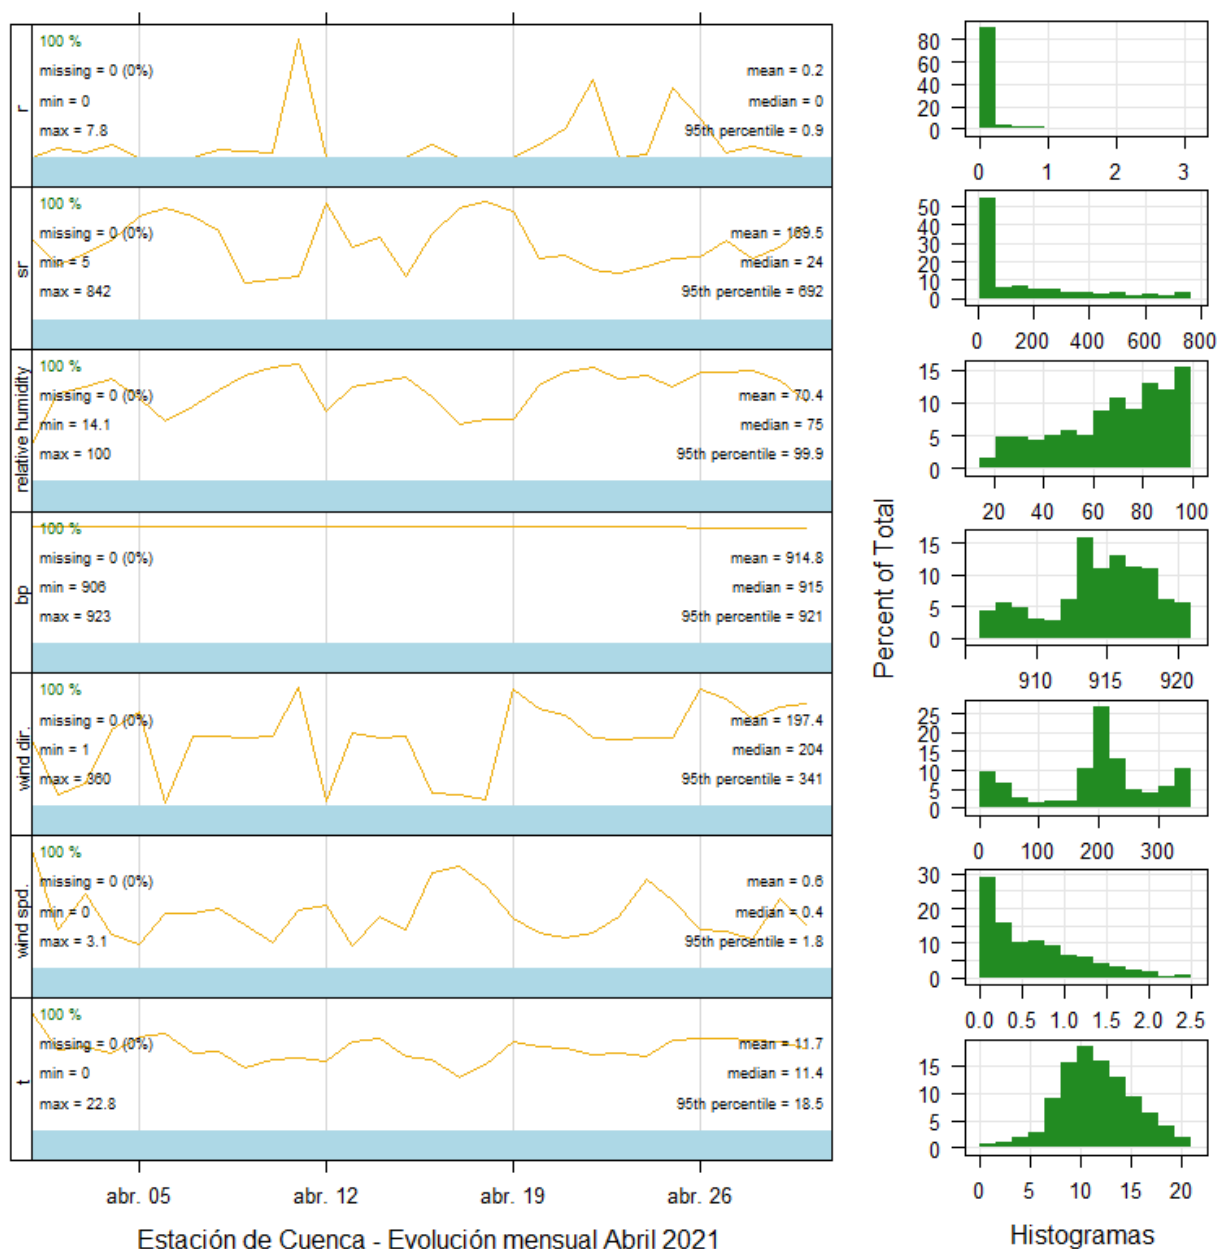 r
100 %
missing = 0 (0%)
min = 0
max = 7.8
mean = 0.2
median = 0
95th percentile = 0.9
sr
100 %
missing = 0 (0%)
min = 5
max = 842
mean = 169.5
median = 24
95th percentile = 692
relative humidity
100 %
missing = 0 (0%)
min = 14.1
max = 100
mean = 70.4
median = 75
95th percentile = 99.9
bp
100 %
missing = 0 (0%)
min = 906
max = 923
mean = 914.8
median = 915
95th percentile = 921
wind dir.
100 %
missing = 0 (0%)
min = 1
max = 360
mean = 197.4
median = 204
95th percentile = 341
wind spd.
100 %
missing = 0 (0%)
min = 0
max = 3.1
mean = 0.6
median = 0.4
95th percentile = 1.8
t
100 %
missing = 0 (0%)
min = 0
max = 22.8
mean = 11.7
median = 11.4
95th percentile = 18.5
abr. 05 abr. 12 abr. 19 abr. 26
Estación de Cuenca - Evolución mensual Abril 2021
Percent of Total
80
60
40
20
0
0 1 2 3
50
40
30
20
10
0
0 200 400 600 800
15
10
5
0
20 40 60 80 100
15
10
5
0
910 915 920
25
20
15
10
5
0
0 100 200 300
30
20
10
0
0.0 0.5 1.0 1.5 2.0 2.5
15
10
5
0
0 5 10 15 20
Histogramas